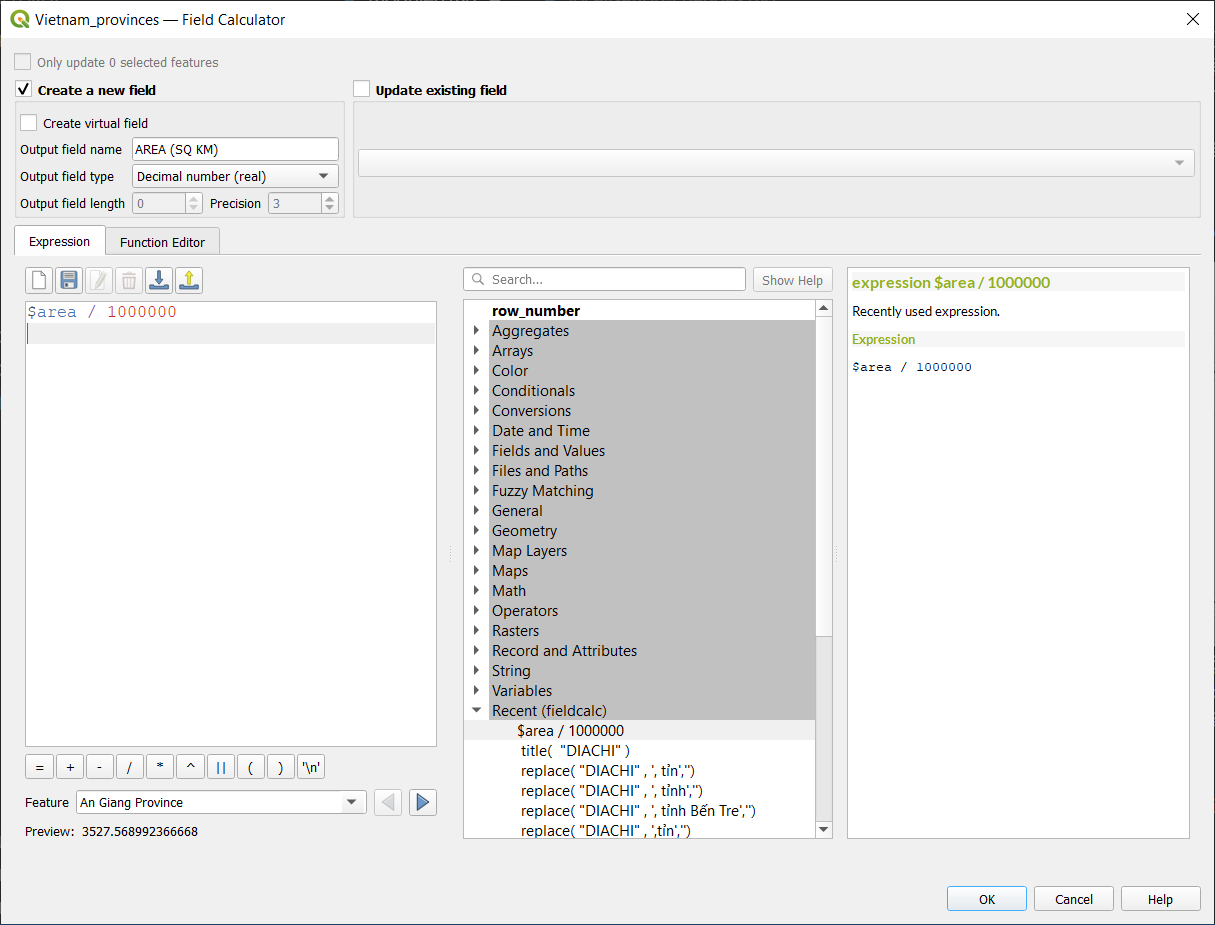 Vietnam_provinces — Field Calculator
Only update 0 selected features
Create a new field
Update existing field
Create virtual field
Output field name AREA (SQ KM)
Output field type Decimal number (real)
Output field length 0 Precision 3
Expression Function Editor
Search... Show Help
$area / 1000000
row_number
Aggregates
Arrays
Color
Conditionals
Conversions
Date and Time
Fields and Values
Files and Paths
Fuzzy Matching
General
Geometry
Map Layers
Maps
Math
Operators
Rasters
Record and Attributes
String
Variables
Recent (fieldcalc)
$area / 1000000
title( "DIACHI" )
replace( "DIACHI" , ', tỉn','')
replace( "DIACHI" , ', tỉnh','')
replace( "DIACHI" , ', tỉnh Bến Tre','')
replace( "DIACHI" , ',tỉn','')
expression $area / 1000000
Recently used expression.
Expression
$area / 1000000
= + - / * ^ || ( ) '\n'
Feature An Giang Province
Preview: 3527.568992366668
OK Cancel Help